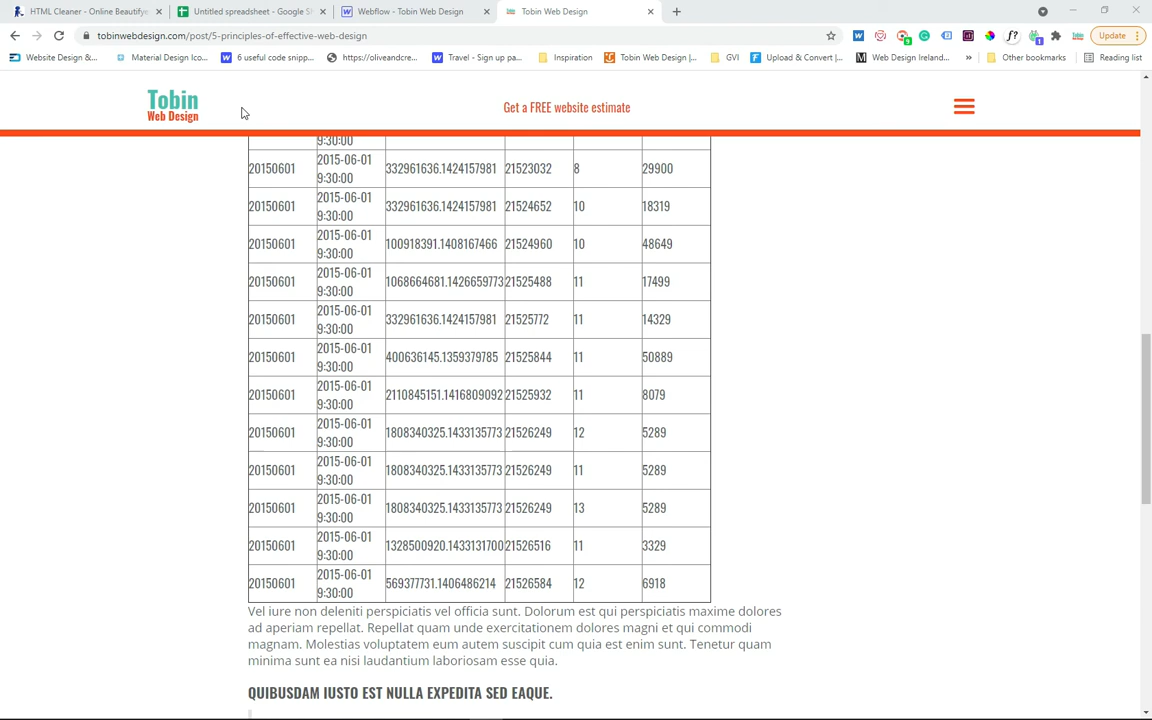 HTML Cleaner - Online Beautifye
Untitled spreadsheet - Google Sh
Webflow - Tobin Web Design
Tobin Web Design
tobinwebdesign.com/post/5-principles-of-effective-web-design
Update
Website Design &...
Material Design Ico...
6 useful code snipp...
https://oliveandcre...
Travel - Sign up pa...
Inspiration
Tobin Web Design |...
GVI
Upload & Convert |...
Web Design Ireland...
»
Other bookmarks
Reading list
Tobin
Web Design
Get a FREE website estimate
9:30:00
20150601 2015-06-01 9:30:00 332961636.1424157981 21523032 8 29900
20150601 2015-06-01 9:30:00 332961636.1424157981 21524652 10 18319
20150601 2015-06-01 9:30:00 100918391.1408167466 21524960 10 48649
20150601 2015-06-01 9:30:00 1068664681.1426659773 21525488 11 17499
20150601 2015-06-01 9:30:00 332961636.1424157981 21525772 11 14329
20150601 2015-06-01 9:30:00 400636145.1359379785 21525844 11 50889
20150601 2015-06-01 9:30:00 2110845151.1416809092 21525932 11 8079
20150601 2015-06-01 9:30:00 1808340325.1433135773 21526249 12 5289
20150601 2015-06-01 9:30:00 1808340325.1433135773 21526249 11 5289
20150601 2015-06-01 9:30:00 1808340325.1433135773 21526249 13 5289
20150601 2015-06-01 9:30:00 1328500920.1433131700 21526516 11 3329
20150601 2015-06-01 9:30:00 569377731.1406486214 21526584 12 6918
Vel iure non deleniti perspiciatis vel officia sunt. Dolorum est qui perspiciatis maxime dolores
ad aperiam repellat. Repellat quam unde exercitationem dolores magni et qui commodi
magnam. Molestias voluptatem eum autem suscipit cum quia est enim sunt. Tenetur quam
minima sunt ea nisi laudantium laboriosam esse quia.
QUIBUSDAM IUSTO EST NULLA EXPEDITA SED EAQUE.